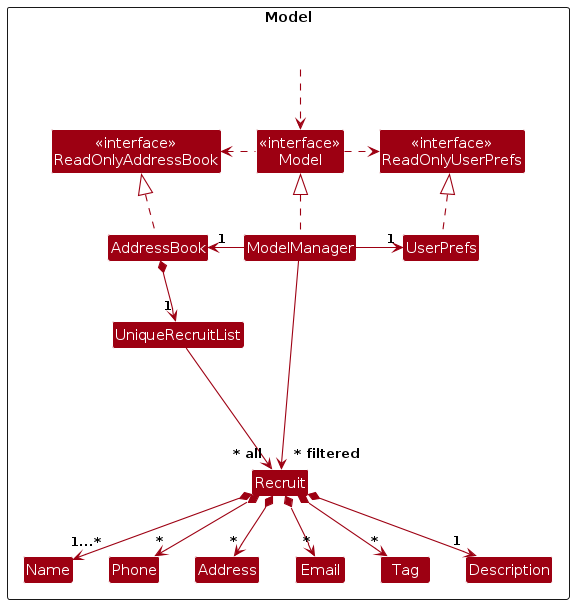 Model
«interface»
ReadOnlyAddressBook
«interface»
Model
«interface»
ReadOnlyUserPrefs
AddressBook
1
ModelManager
1
UserPrefs
1
UniqueRecruitList
* all
* filtered
Recruit
1...*
*
*
*
*
1
Name
Phone
Address
Email
Tag
Description